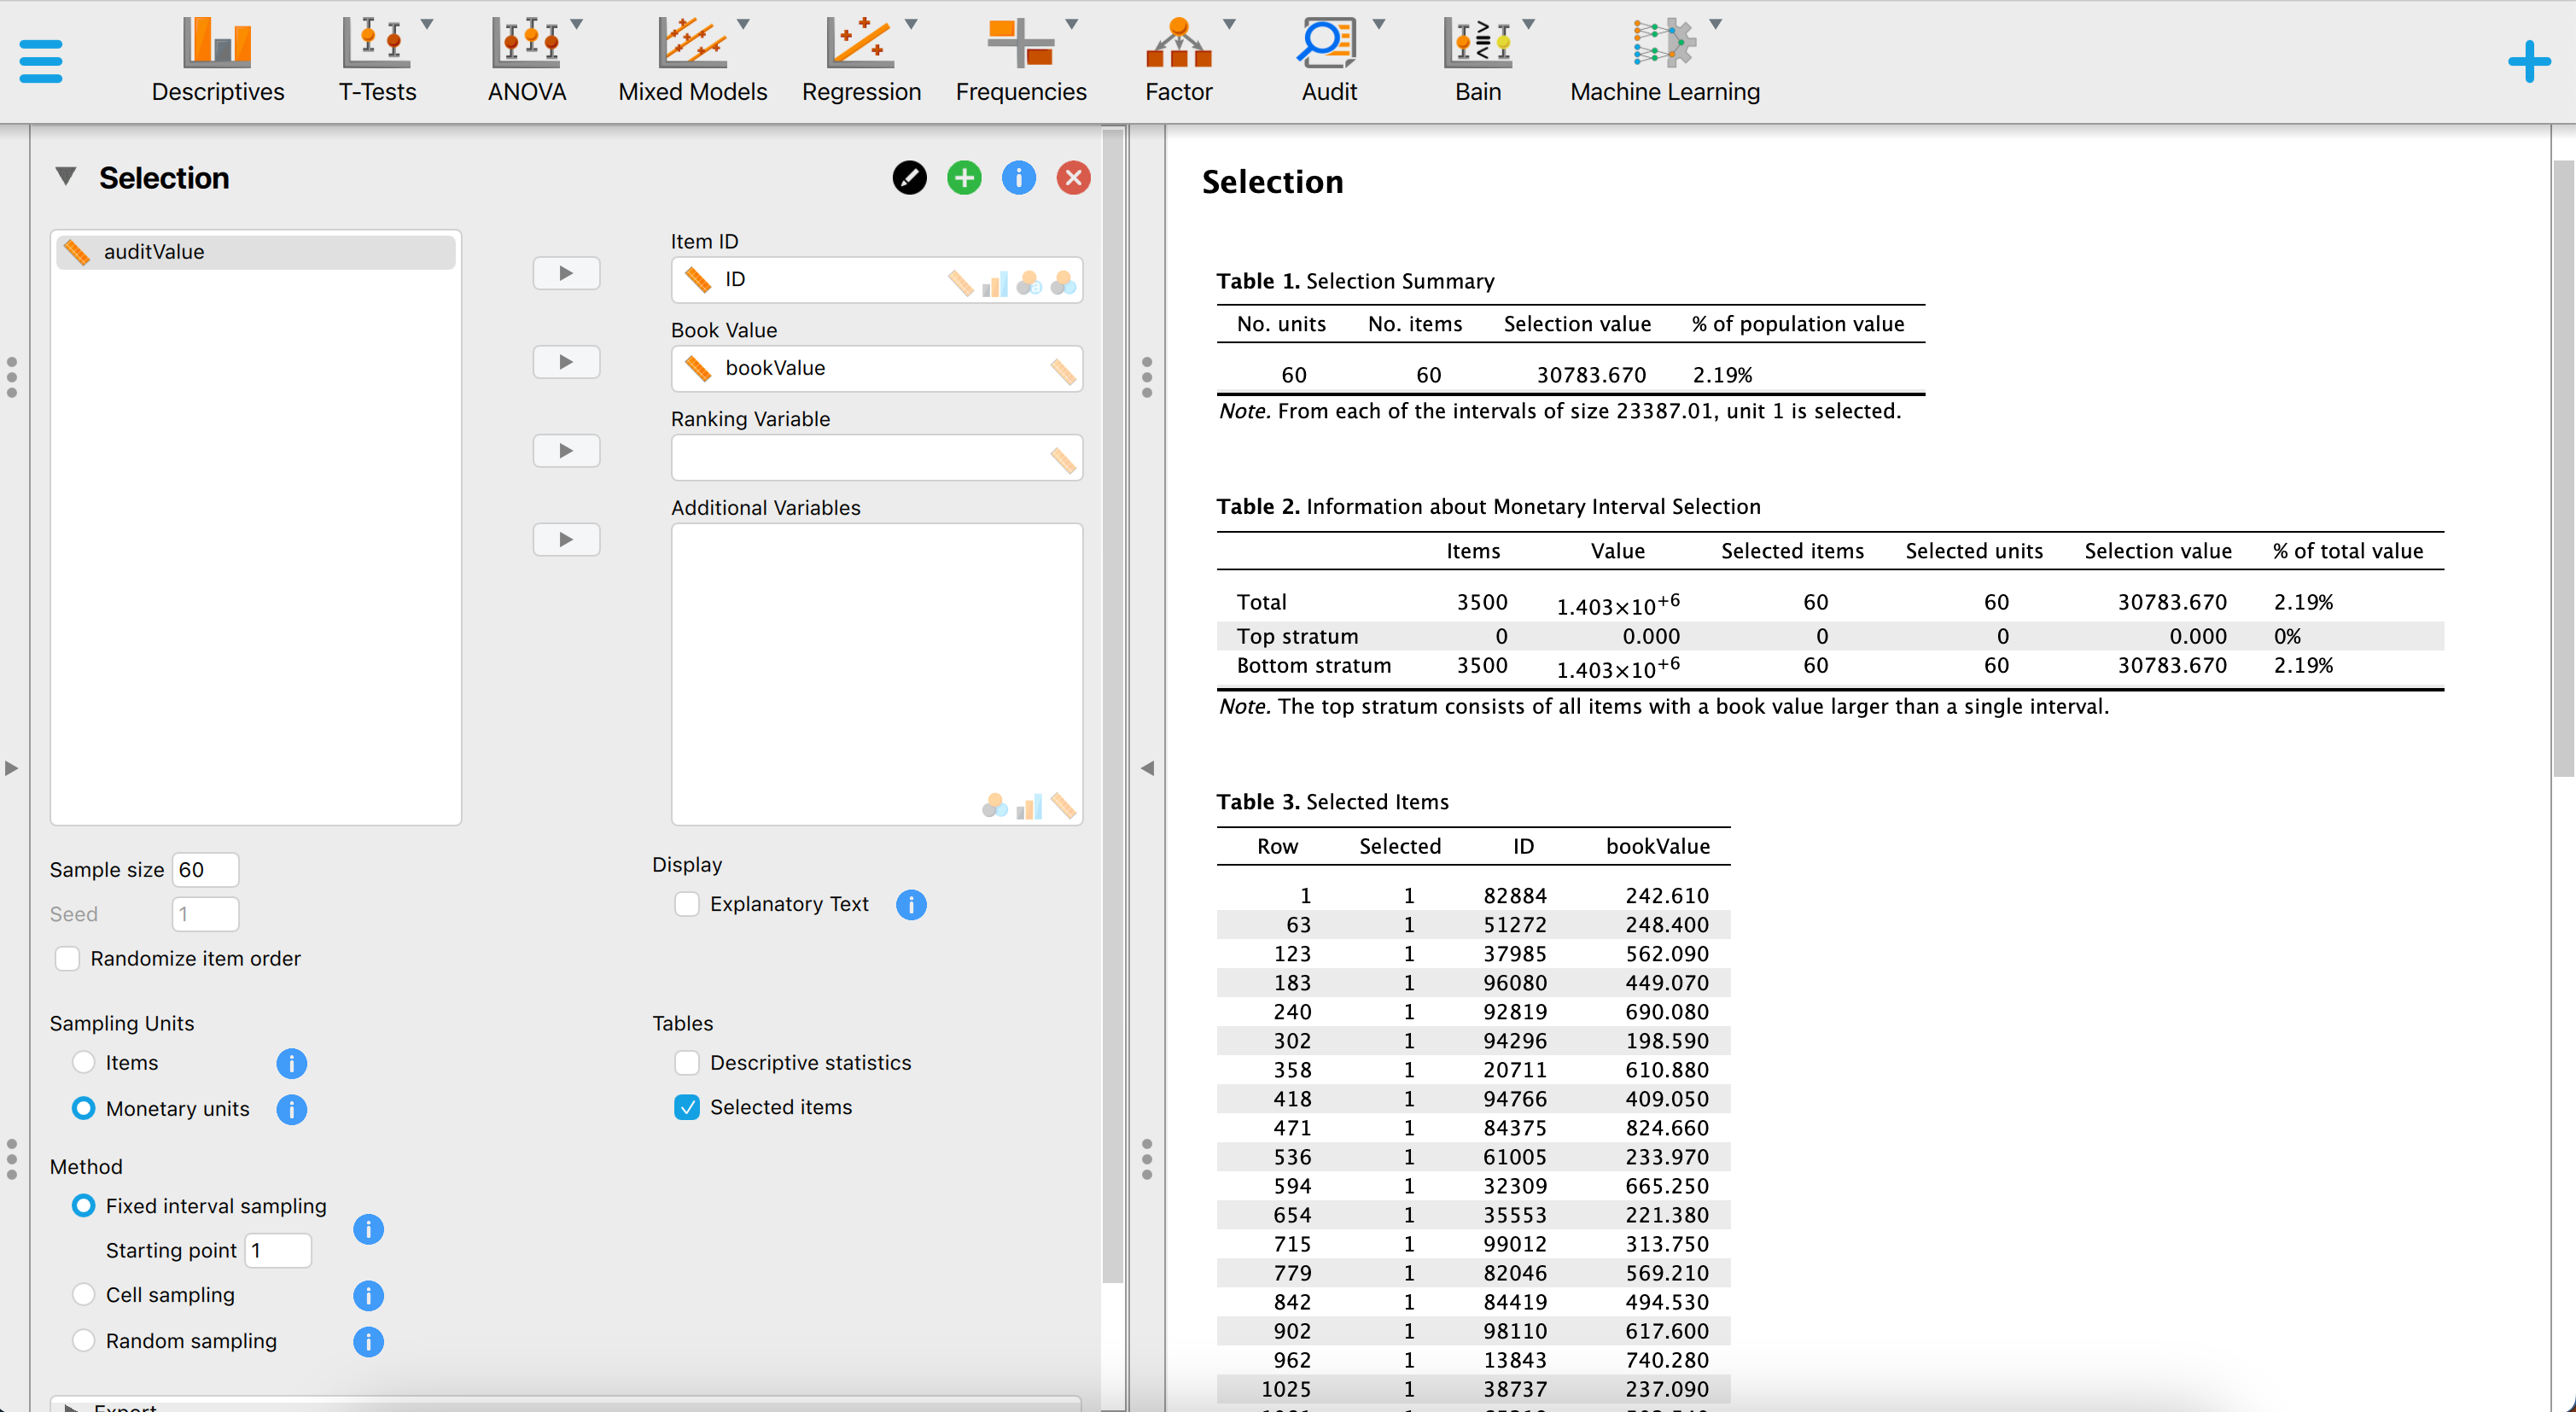 Descriptives T-Tests ANOVA Mixed Models Regression Frequencies Factor Audit Bain Machine Learning
Selection
auditValue
Item ID
ID
Book Value
bookValue
Ranking Variable
Additional Variables
Sample size 60
Seed 1
Randomize item order
Display
Explanatory Text
Sampling Units
Items
Monetary units
Tables
Descriptive statistics
Selected items
Method
Fixed interval sampling
Starting point 1
Cell sampling
Random sampling
Selection
Table 1. Selection Summary
No. units No. items Selection value % of population value
60 60 30783.670 2.19%
Note. From each of the intervals of size 23387.01, unit 1 is selected.
Table 2. Information about Monetary Interval Selection
Items Value Selected items Selected units Selection value % of total value
Total 3500 1.403×10⁺⁶ 60 60 30783.670 2.19%
Top stratum 0 0.000 0 0 0.000 0%
Bottom stratum 3500 1.403×10⁺⁶ 60 60 30783.670 2.19%
Note. The top stratum consists of all items with a book value larger than a single interval.
Table 3. Selected Items
Row Selected ID bookValue
1 1 82884 242.610
63 1 51272 248.400
123 1 37985 562.090
183 1 96080 449.070
240 1 92819 690.080
302 1 94296 198.590
358 1 20711 610.880
418 1 94766 409.050
471 1 84375 824.660
536 1 61005 233.970
594 1 32309 665.250
654 1 35553 221.380
715 1 99012 313.750
779 1 82046 569.210
842 1 84419 494.530
902 1 98110 617.600
962 1 13843 740.280
1025 1 38737 237.090